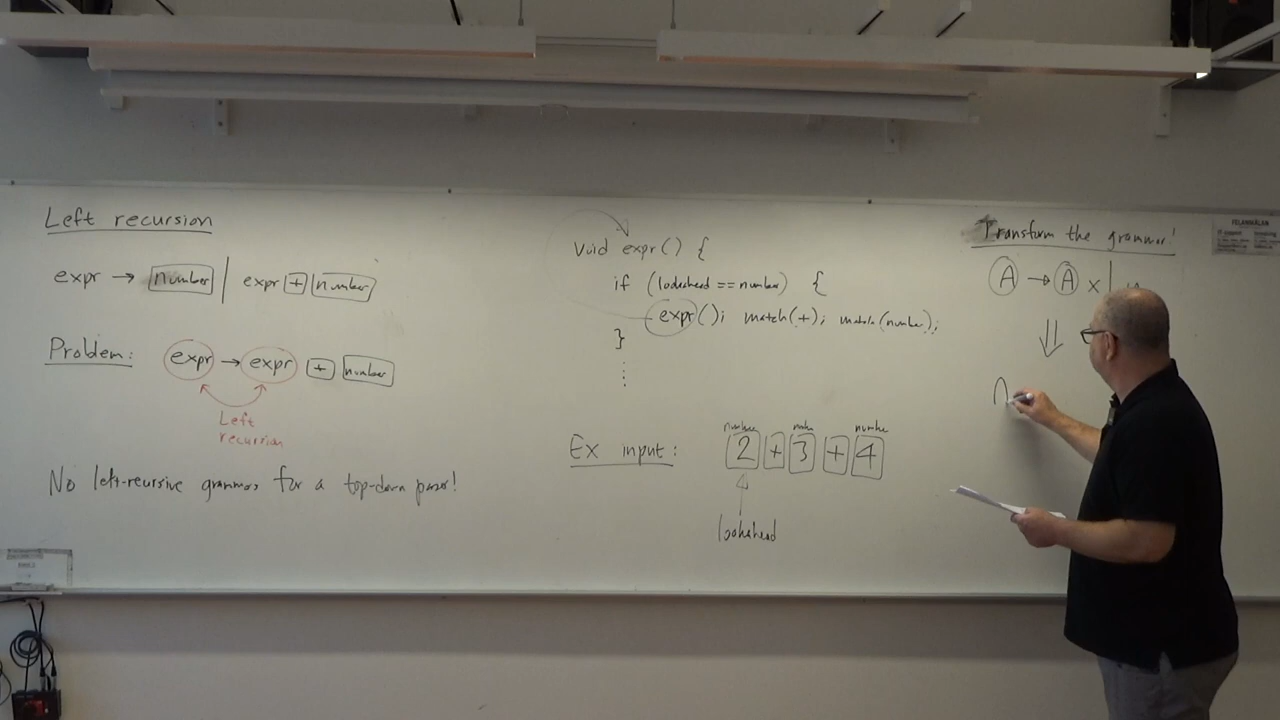 Left recursion
expr → number | expr + number
Problem: expr → expr + number
Left
recursion
No left-reursive grammars for a top-down parser!
void expr() {
if (lookahead == number) {
expr(); match(+); match(number);
}
⋮
Ex input:
number number number
2 + 3 + 4
lookahead
Transform the grammar!
A → A x |
⇓